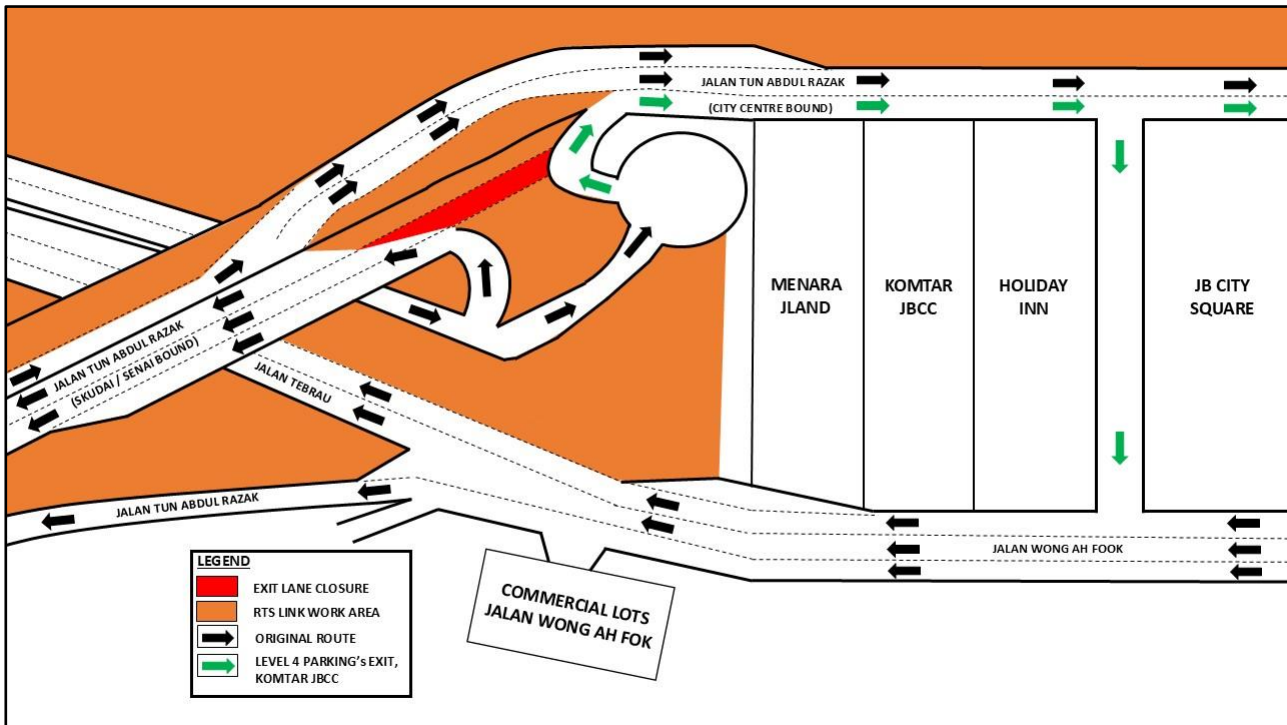 JALAN TUN ABDUL RAZAK
(CITY CENTRE BOUND)
MENARA
JLAND
KOMTAR
JBCC
HOLIDAY
INN
JB CITY
SQUARE
JALAN TUN ABDUL RAZAK
(SKUDAI / SENAI BOUND)
JALAN TEBRAU
JALAN TUN ABDUL RAZAK
JALAN WONG AH FOOK
COMMERCIAL LOTS
JALAN WONG AH FOK
LEGEND
EXIT LANE CLOSURE
RTS LINK WORK AREA
ORIGINAL ROUTE
LEVEL 4 PARKING's EXIT,
KOMTAR JBCC